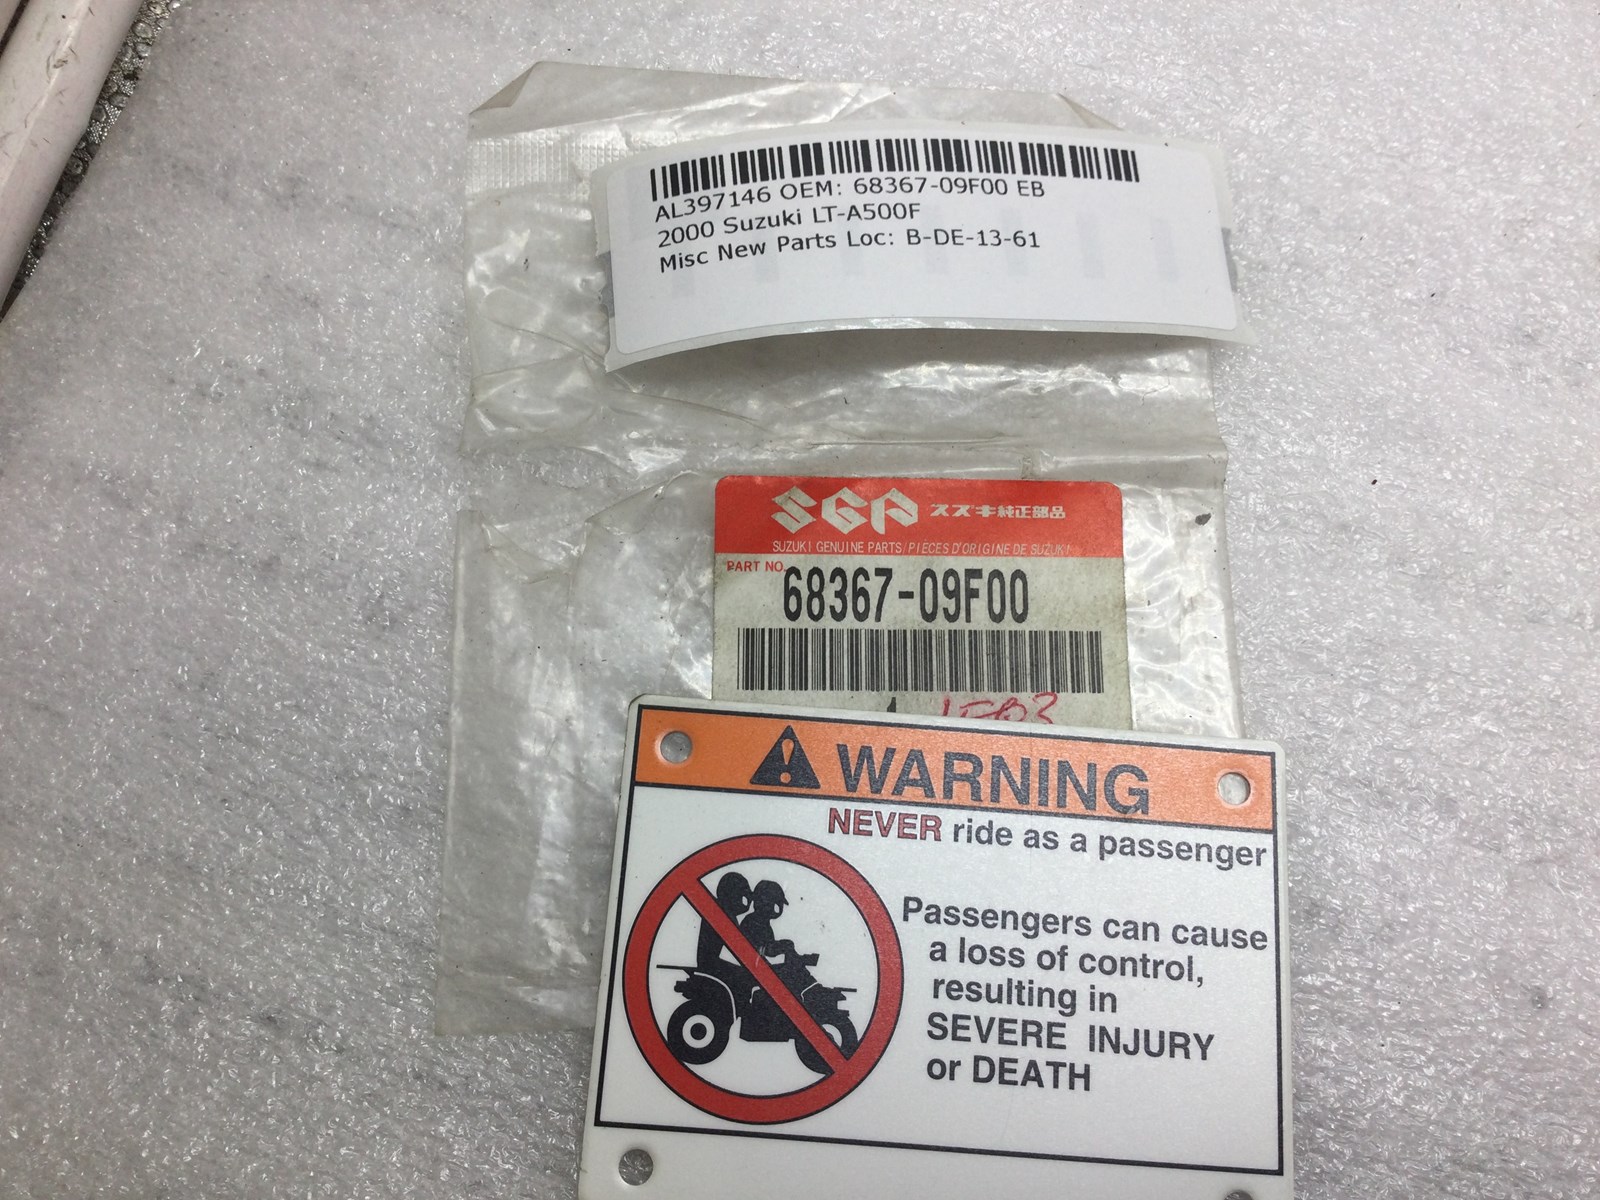 AL397146 OEM: 68367-09F00 EB
2000 Suzuki LT-A500F
Misc New Parts Loc: B-DE-13-61
SGP スズキ純正部品
SUZUKI GENUINE PARTS/PIECES D'ORIGINE DE SUZUKI
PART NO. 68367-09F00
WARNING
NEVER ride as a passenger
Passengers can cause
a loss of control,
resulting in
SEVERE INJURY
or DEATH